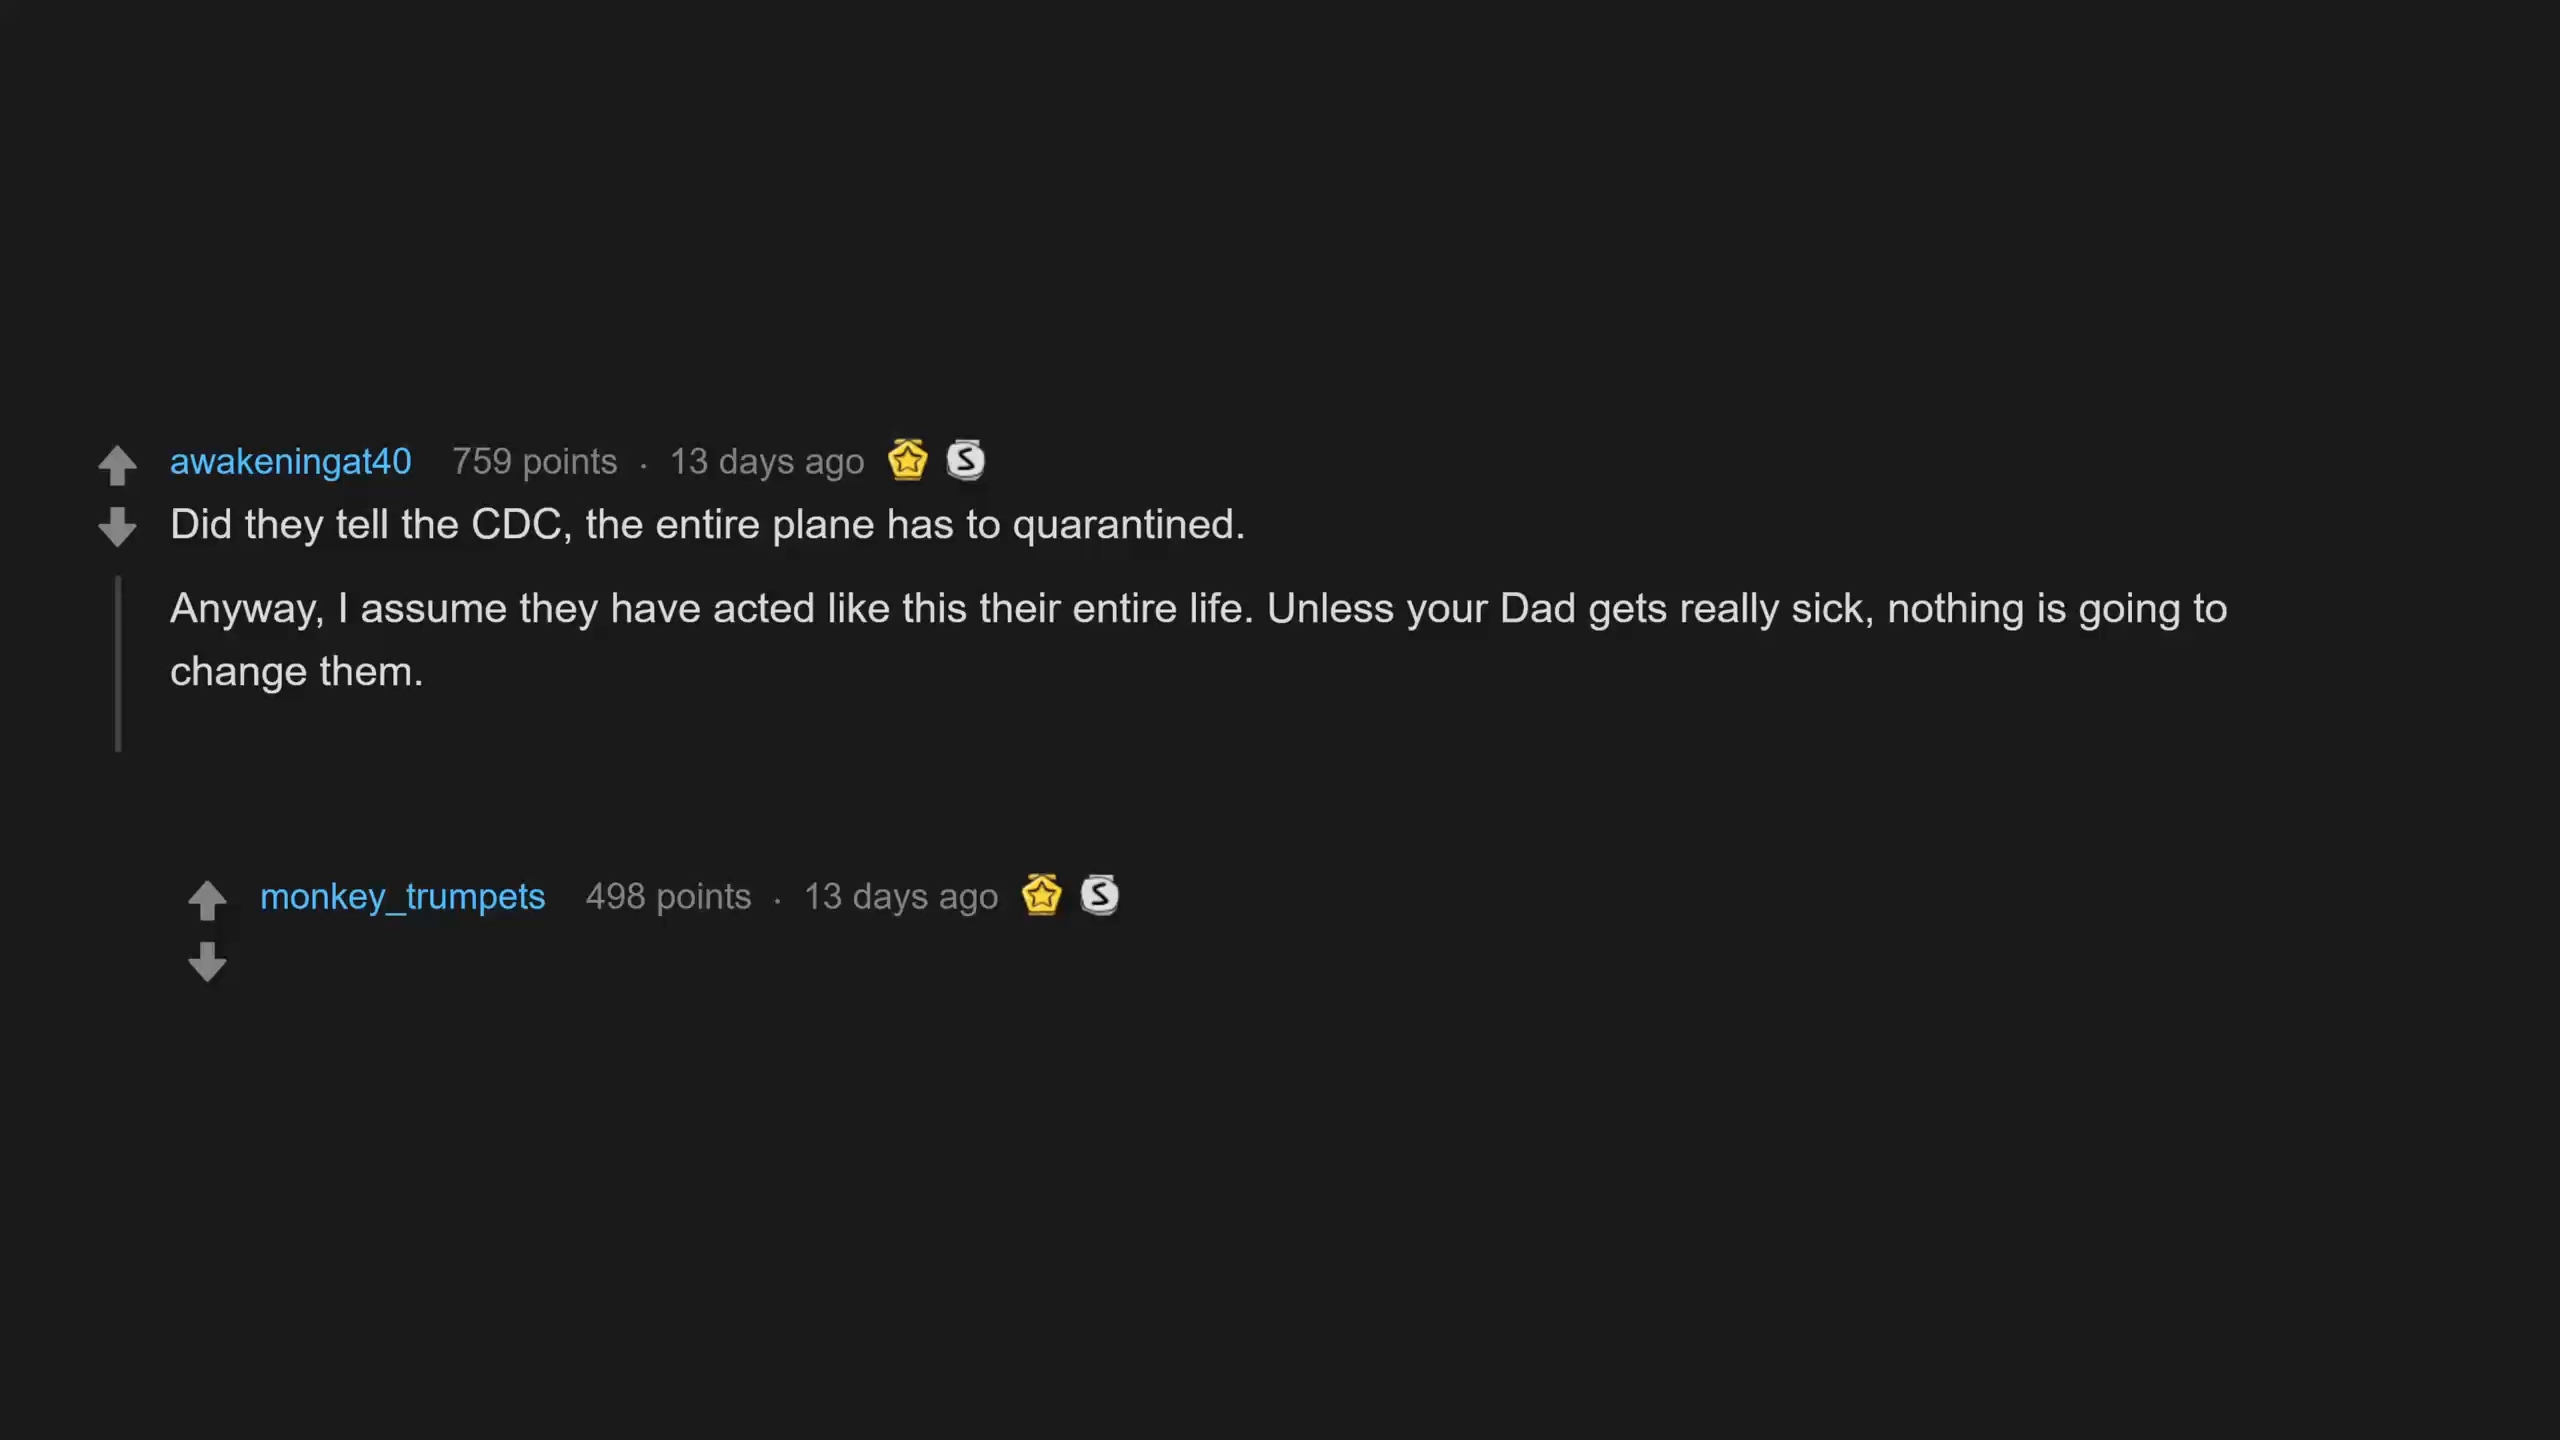 awakeningat40 759 points · 13 days ago
Did they tell the CDC, the entire plane has to quarantined.
Anyway, I assume they have acted like this their entire life. Unless your Dad gets really sick, nothing is going to
change them.
monkey_trumpets 498 points · 13 days ago